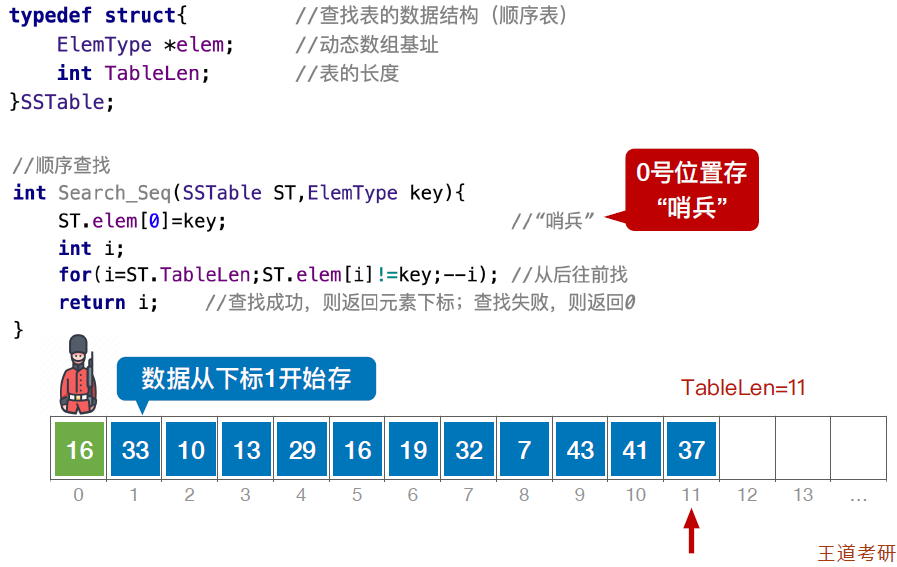 typedef struct{ //查找表的数据结构（顺序表）
ElemType *elem; //动态数组基址
int TableLen; //表的长度
}SSTable;
//顺序查找
int Search_Seq(SSTable ST,ElemType key){
ST.elem[0]=key; //“哨兵”
int i;
for(i=ST.TableLen;ST.elem[i]!=key;--i); //从后往前找
return i; //查找成功，则返回元素下标；查找失败，则返回0
}
0号位置存
“哨兵”
数据从下标1开始存
TableLen=11
16 33 10 13 29 16 19 32 7 43 41 37
0 1 2 3 4 5 6 7 8 9 10 11 12 13 ...
王道考研